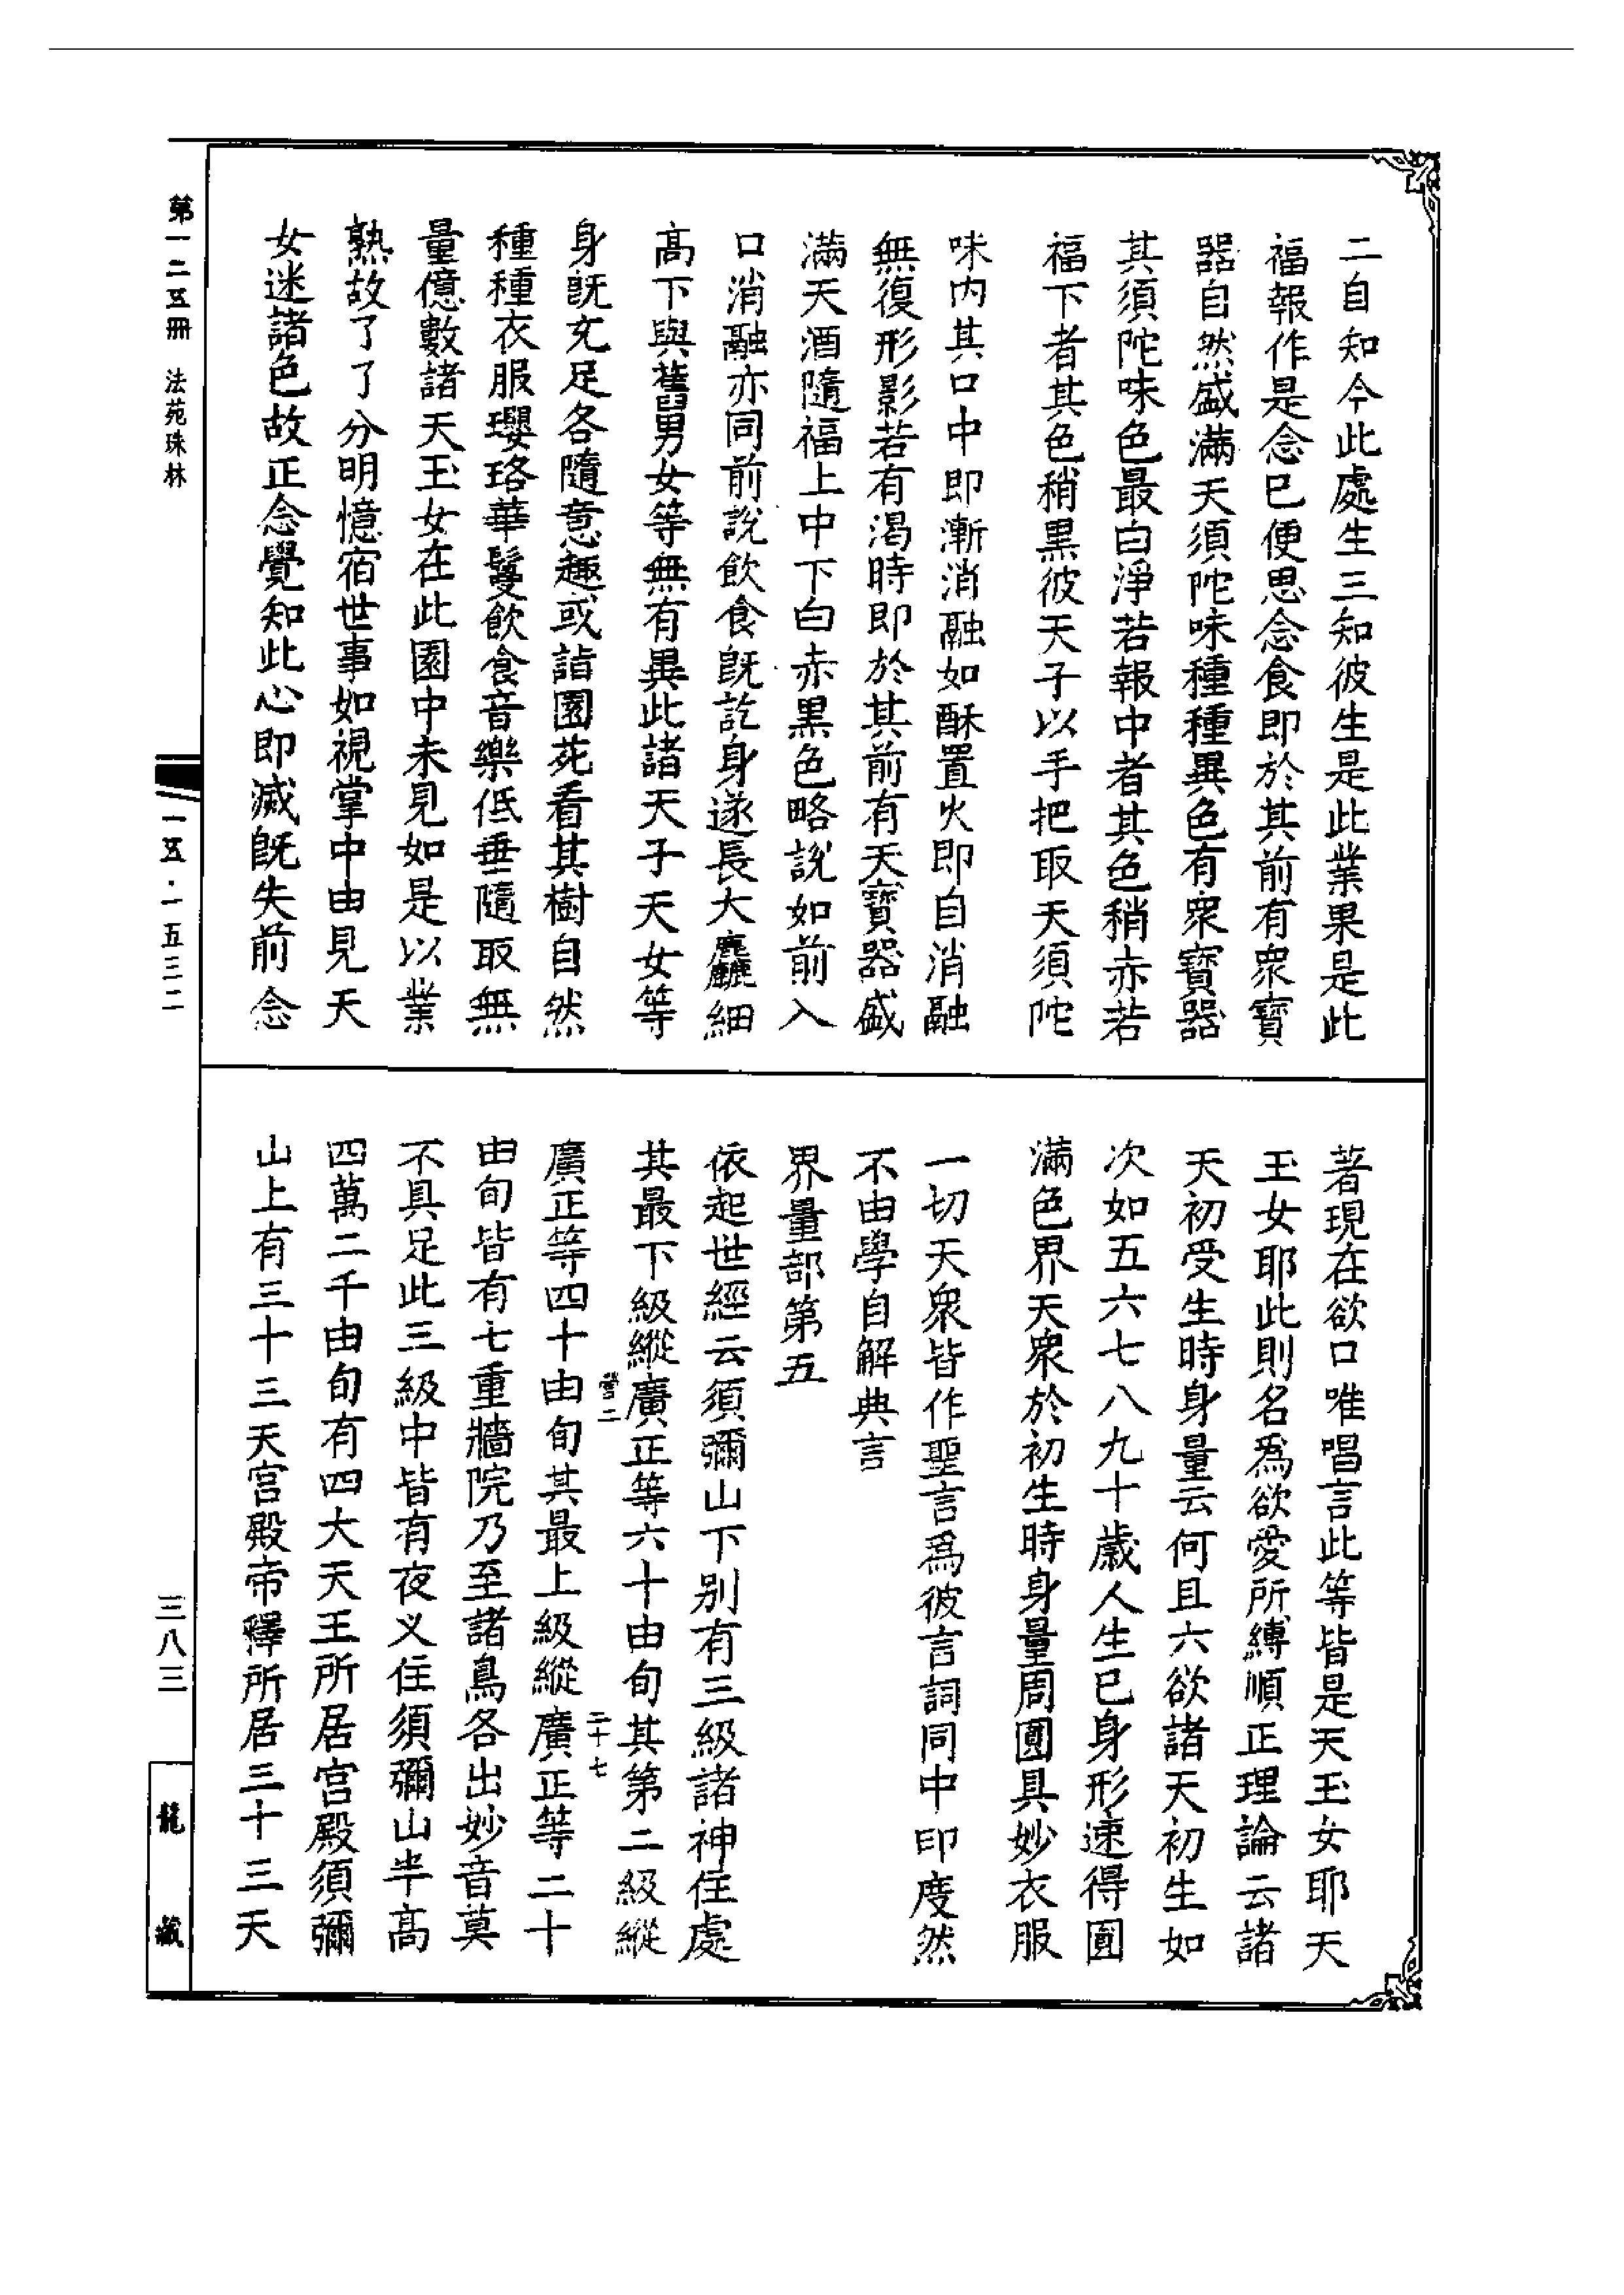 二自知今此處生三知彼生是此業果是此
福報作是念已便思念食即於其前有衆寶
器自然盛滿天須陀味種種異色有衆寶器
其須陀味色最白淨若報中者其色稍赤若
福下者其色稍黑彼天子以手把取天須陀
味内其口中即漸消融如酥置火即自消融
無復形影若有渴時即於其前有天寶器盛
滿天酒隨福上中下白赤黑色略說如前入
口消融亦同前說飲食旣訖身遂長大麤細
高下與舊男女等無有異此諸天子天女等
身旣充足各隨意趣或詣園苑看其樹自然
種種衣服瓔珞華鬘飲食音樂低垂隨取無
量億數諸天玉女在此園中未見如是以業
熟故了了分明憶宿世事如視掌中由見天
女迷諸色故正念覺知此心即滅旣失前念
著現在欲口唯唱言此等皆是天玉女耶天
玉女耶此則名爲欲愛所縛順正理論云諸
天初受生時身量云何且六欲諸天初生如
次如五六七八九十歲人生已身形速得圓
滿色界天衆於初生時身量周圓具妙衣服
一切天衆皆作聖言爲彼言詞同中印度然
不由學自解典言
界量部第五
依起世經云須彌山下别有三級諸神住處
其最下級縱廣正等六十由旬其第二級縱
營二
二十七
廣正等四十由旬其最上級縱廣正等二十
由旬皆有七重牆院乃至諸鳥各出妙音莫
不具足此三級中皆有夜义住須彌山半高
四萬二千由旬有四大天王所居宫殿須彌
山上有三十三天宫殿帝釋所居三十三天
第一二五冊 法苑珠林
一五·一五三二
三八三
龍藏